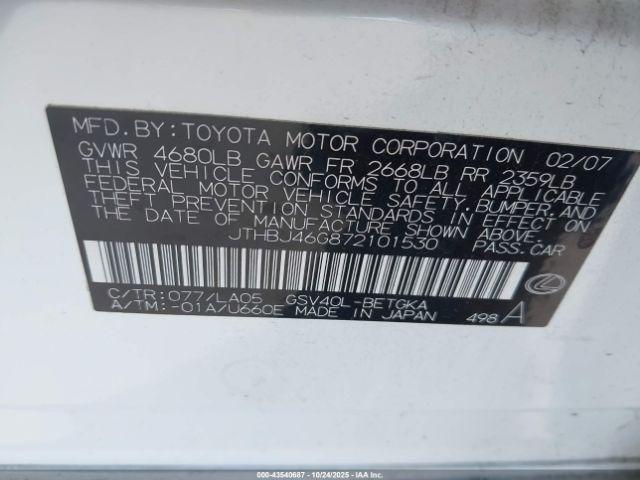 MFD. BY: TOYOTA MOTOR CORPORATION 02/07
GVWR 4680LB GAWR FR 2668LB RR 2359LB
THIS VEHICLE CONFORMS TO ALL APPLICABLE
FEDERAL MOTOR VEHICLE SAFETY, BUMPER, AND
THEFT PREVENTION STANDARDS IN EFFECT ON
THE DATE OF MANUFACTURE SHOWN ABOVE.
JTHBJ46G872101530 PASS.CAR
C/TR: 077/LA05 GSV40L-BETGKA
A/TM: -01A/U660E MADE IN JAPAN 498 A
000-43540687 - 10/24/2025 - IAAI.COM